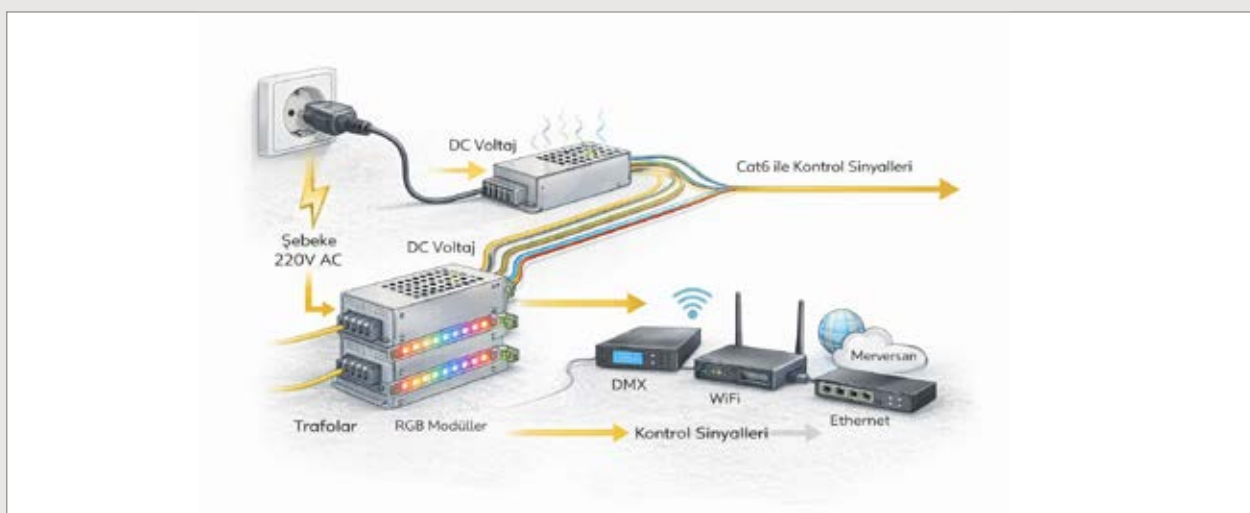 DC Voltaj
Cat6 ile Kontrol Sinyalleri
Şebeke
220V AC
DC Voltaj
Merversan
DMX
WiFi
Ethernet
Trafolar
RGB Modüller
Kontrol Sinyalleri